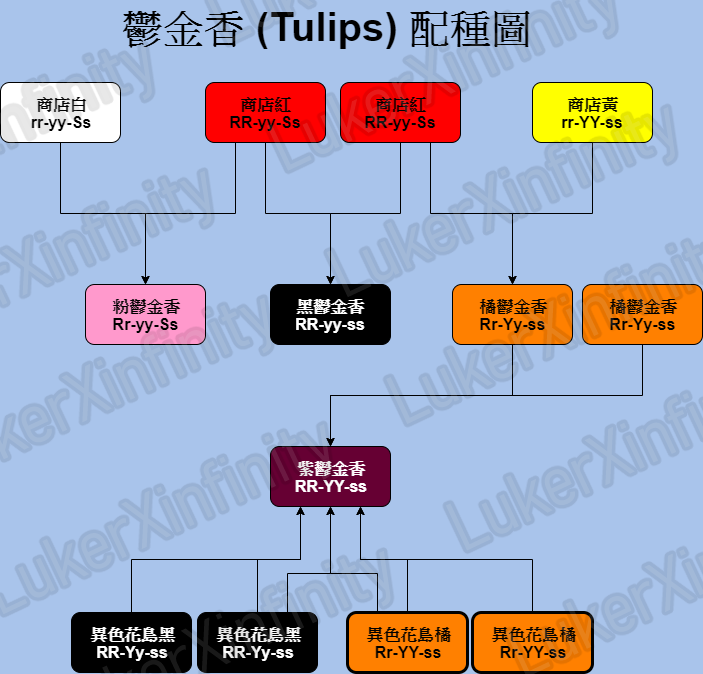 鬱金香 (Tulips) 配種圖
商店白
rr-yy-Ss
商店紅
RR-yy-Ss
商店紅
RR-yy-Ss
商店黃
rr-YY-ss
粉鬱金香
Rr-yy-Ss
黑鬱金香
RR-yy-ss
橘鬱金香
Rr-Yy-ss
橘鬱金香
Rr-Yy-ss
紫鬱金香
RR-YY-ss
異色花島黑
RR-Yy-ss
異色花島黑
RR-Yy-ss
異色花島橘
Rr-YY-ss
異色花島橘
Rr-YY-ss
LukerXinfinity